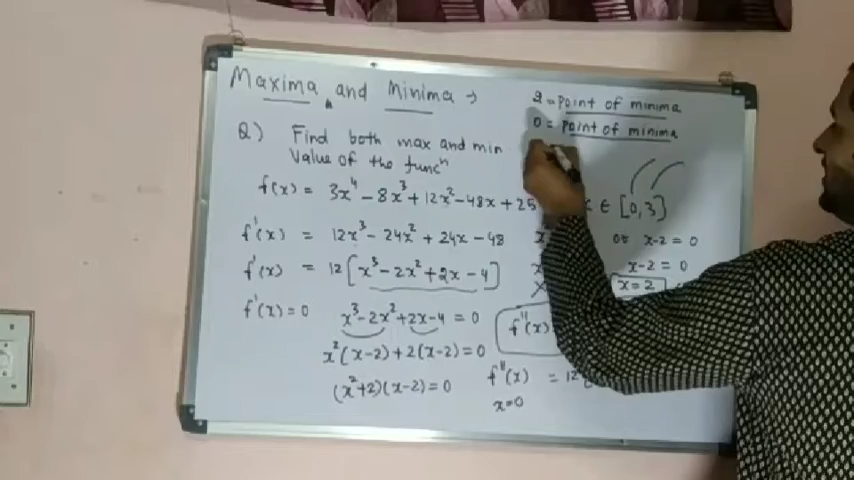 Maxima and Minima →
2 = Point of minima
0 = Point of minima
Q) Find both max and min
Value of the funcⁿ
f(x) = 3x⁴ - 8x³ + 12x² - 48x + 25 ∈ [0,3]
f'(x) = 12x³ - 24x² + 24x - 48
or x-2 = 0
f'(x) = 12[x³ - 2x² + 2x - 4]
x-2 = 0
x = 2
f'(x) = 0 x³ - 2x² + 2x - 4 = 0
f''(x)
x²(x-2) + 2(x-2) = 0
f''(x) = 12
(x²+2)(x-2) = 0
x=0